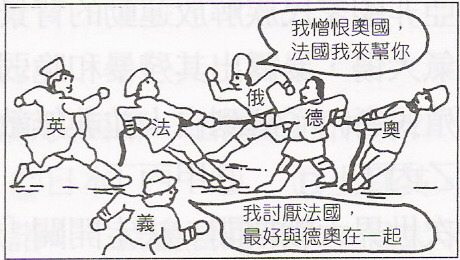 我憎恨奧國，
法國我來幫你
英
法
俄
德
奧
義
我討厭法國，
最好與德奧在一起